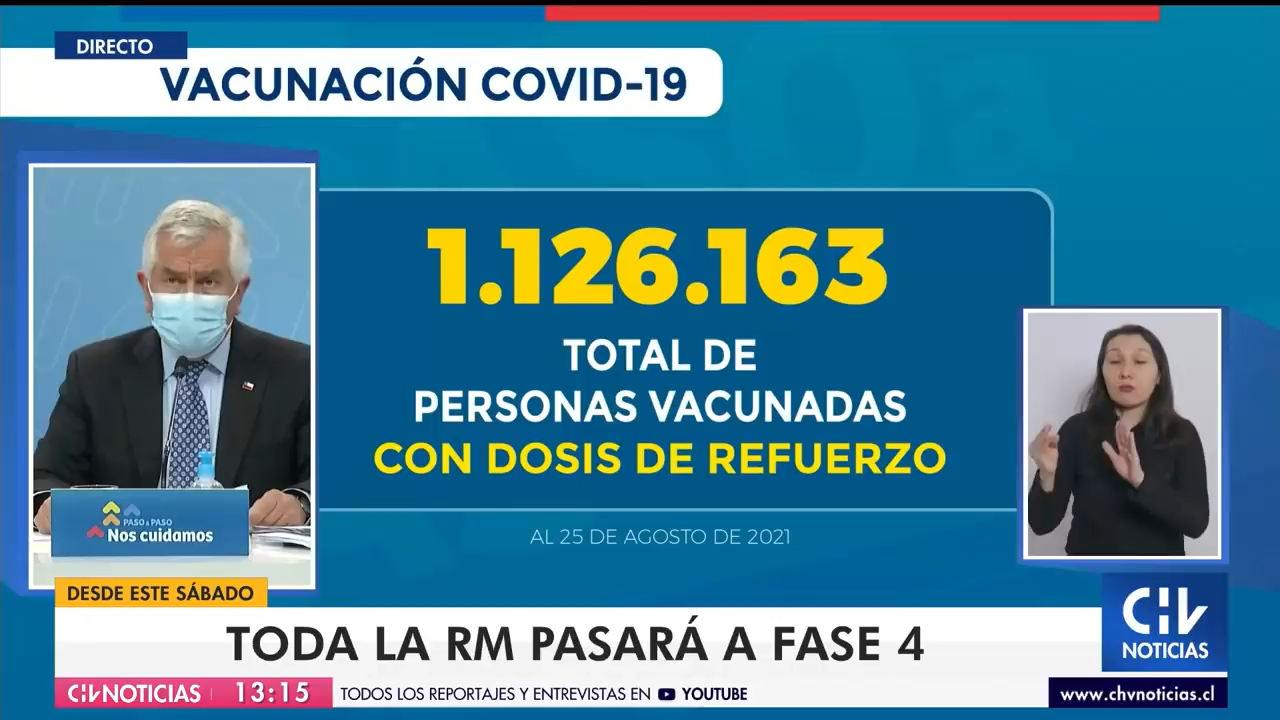 DIRECTO
VACUNACIÓN COVID-19
1.126.163
TOTAL DE
PERSONAS VACUNADAS
CON DOSIS DE REFUERZO
AL 25 DE AGOSTO DE 2021
PASO A PASO
Nos cuidamos
DESDE ESTE SÁBADO
TODA LA RM PASARÁ A FASE 4
CHV
NOTICIAS
CHVNOTICIAS 13:15 TODOS LOS REPORTAJES Y ENTREVISTAS EN YOUTUBE
www.chvnoticias.cl